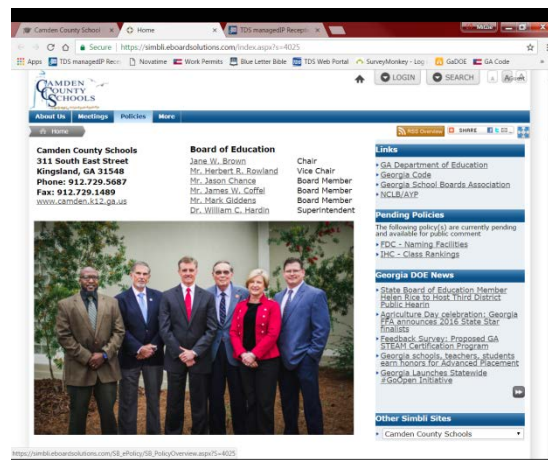 Camden County School
Home
TDS managedIP Recepti
Secure | https://simbli.eboardsolutions.com/index.aspx?s=4025
Apps TDS managedIP Rece Novatime Work Permits Blue Letter Bible TDS Web Portal SurveyMonkey - Log GaDOE GA Code
CAMDEN
COUNTY
SCHOOLS
LOGIN SEARCH
About Us Meetings Policies More
Home
RSS Overview SHARE
Camden County Schools
311 South East Street
Kingsland, GA 31548
Phone: 912.729.5687
Fax: 912.729.1489
www.camden.k12.ga.us
Board of Education
Jane W. Brown Chair
Mr. Herbert R. Rowland Vice Chair
Mr. Jason Chance Board Member
Mr. James W. Coffel Board Member
Mr. Mark Giddens Board Member
Dr. William C. Hardin Superintendent
Links
GA Department of Education
Georgia Code
Georgia School Boards Association
NCLB/AYP
Pending Policies
The following policy(s) are currently pending
and available for public comment
FDC - Naming Facilities
IHC - Class Rankings
Georgia DOE News
State Board of Education Member
Helen Rice to Host Third District
Public Hearin
Agriculture Day celebration: Georgia
FFA announces 2016 State Star
finalists
Feedback Survey: Proposed GA
STEAM Certification Program
Georgia schools, teachers, students
earn honors for Advanced Placement
Georgia Launches Statewide
#GoOpen Initiative
Other Simbli Sites
Camden County Schools
https://simbli.eboardsolutions.com/SB_ePolicy/SB_PolicyOverview.aspx?S=4025